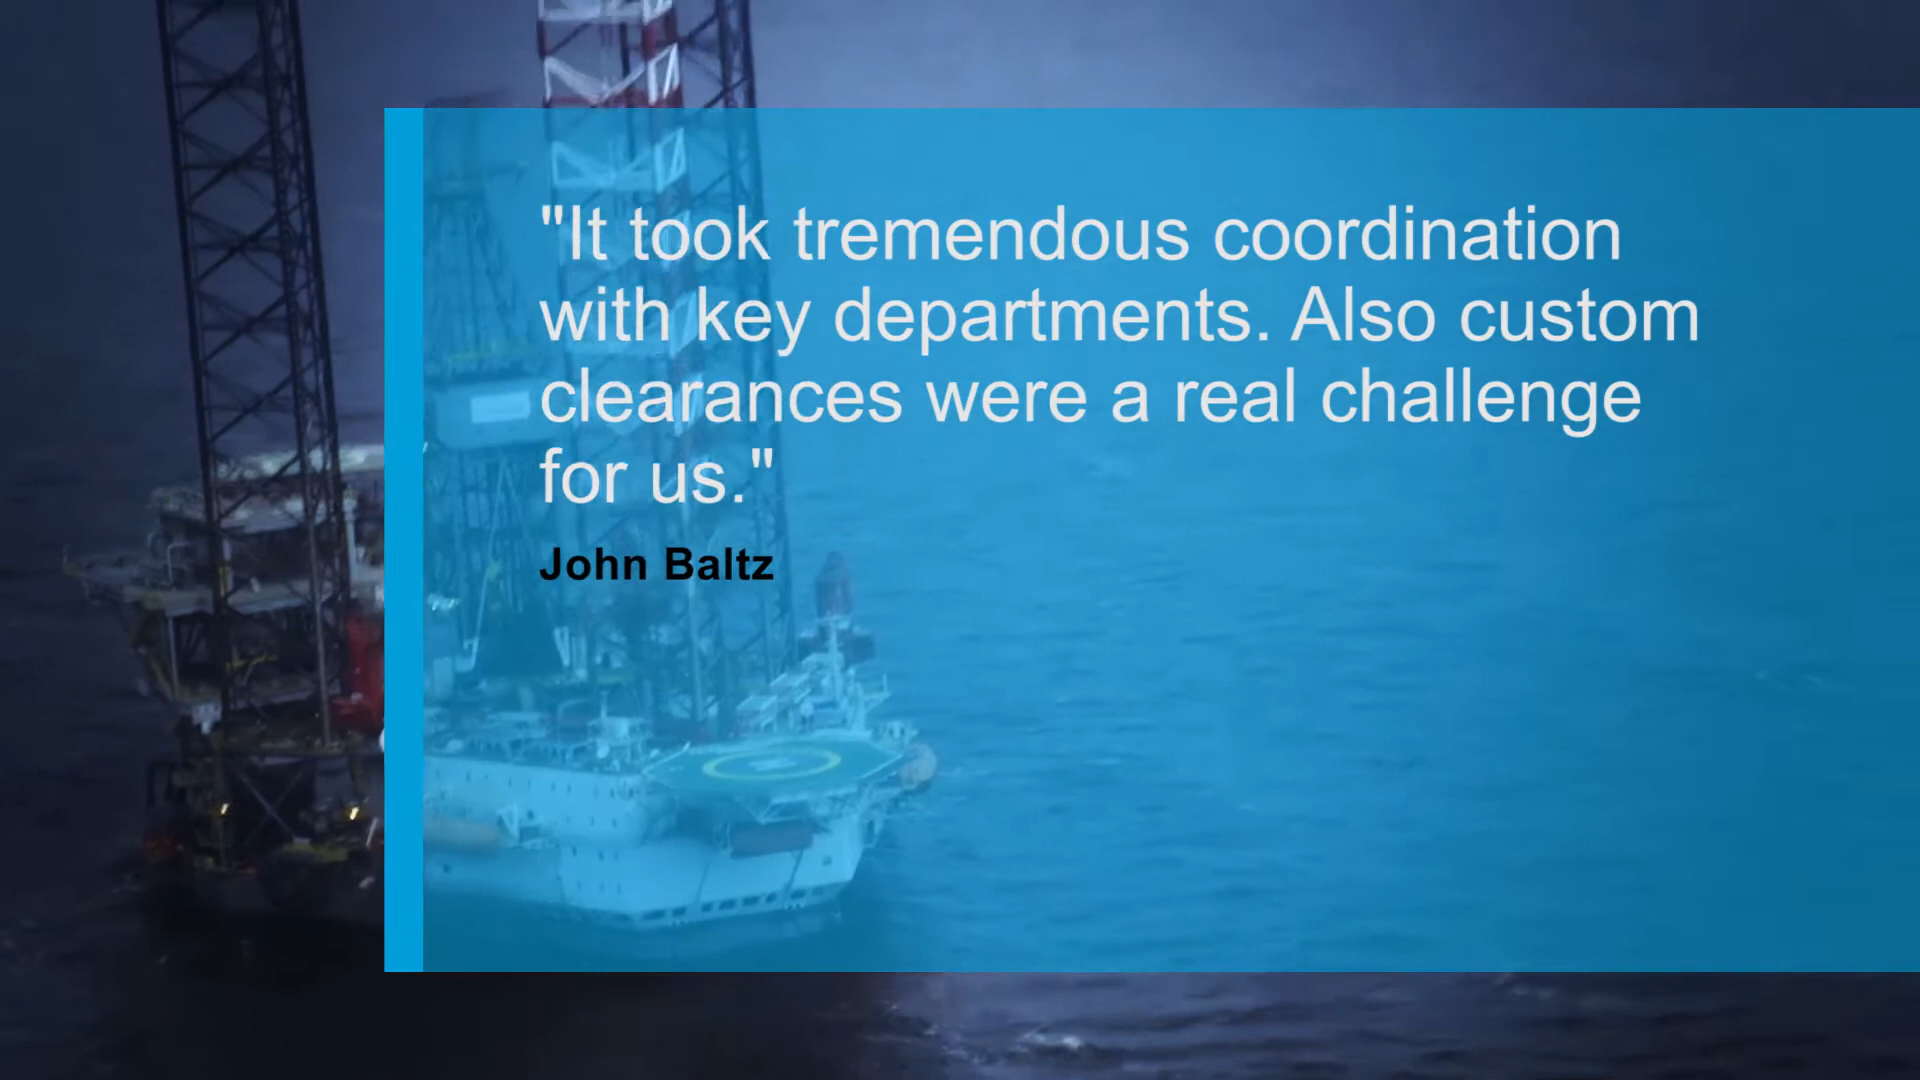 "It took tremendous coordination
with key departments. Also custom
clearances were a real challenge
for us."
John Baltz